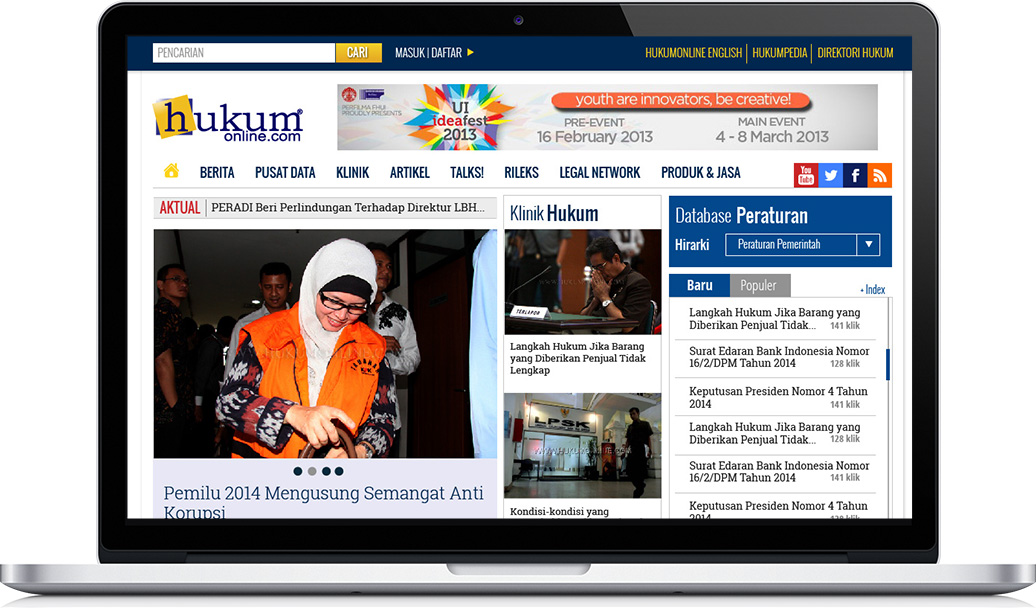 PENCARIAN
CARI
MASUK | DAFTAR
HUKUMONLINE ENGLISH | HUKUMPEDIA | DIREKTORI HUKUM
hukum®
online.com
PERFILMA FHUI
PROUDLY PRESENTS
UI
ideafest
2013
youth are innovators, be creative!
PRE-EVENT
16 February 2013
MAIN EVENT
4 - 8 March 2013
BERITA
PUSAT DATA
KLINIK
ARTIKEL
TALKS!
RILEKS
LEGAL NETWORK
PRODUK & JASA
You
Tube
AKTUAL
PERADI Beri Perlindungan Terhadap Direktur LBH...
Pemilu 2014 Mengusung Semangat Anti
Korupsi
Klinik Hukum
TERLAPOR
Langkah Hukum Jika Barang
yang Diberikan Penjual Tidak
Lengkap
LPSK
Kondisi-kondisi yang
Database Peraturan
Hirarki
Peraturan Pemerintah
Baru
Populer
+ Index
Langkah Hukum Jika Barang yang
Diberikan Penjual Tidak... 141 klik
Surat Edaran Bank Indonesia Nomor
16/2/DPM Tahun 2014 128 klik
Keputusan Presiden Nomor 4 Tahun
2014 141 klik
Langkah Hukum Jika Barang yang
Diberikan Penjual Tidak... 128 klik
Surat Edaran Bank Indonesia Nomor
16/2/DPM Tahun 2014 141 klik
Keputusan Presiden Nomor 4 Tahun
2014 128 klik